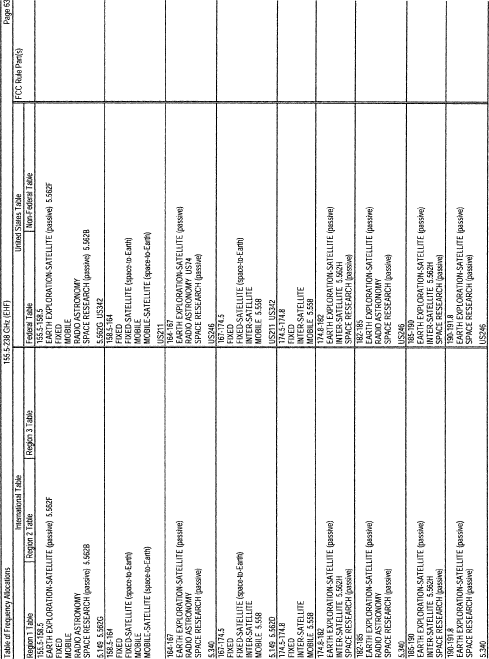 Table of Frequency Allocations 155.5-238 GHz (EHF) Page 63
International Table United States Table FCC Rule Part(s)
Region 1 Table Region 2 Table Region 3 Table Federal Table Non-Federal Table
155.5-158.5
EARTH EXPLORATION-SATELLITE (passive) 5.562F
FIXED
MOBILE
RADIO ASTRONOMY
SPACE RESEARCH (passive) 5.562B
5.149 5.562G
155.5-158.5
EARTH EXPLORATION-SATELLITE (passive) 5.562F
FIXED
MOBILE
RADIO ASTRONOMY
SPACE RESEARCH (passive) 5.562B
5.562G US342
158.5-164
FIXED
FIXED-SATELLITE (space-to-Earth)
MOBILE
MOBILE-SATELLITE (space-to-Earth)
158.5-164
FIXED
FIXED-SATELLITE (space-to-Earth)
MOBILE
MOBILE-SATELLITE (space-to-Earth)
US211
164-167
EARTH EXPLORATION-SATELLITE (passive)
RADIO ASTRONOMY
SPACE RESEARCH (passive)
5.340
164-167
EARTH EXPLORATION-SATELLITE (passive)
RADIO ASTRONOMY US74
SPACE RESEARCH (passive)
US246
167-174.5
FIXED
FIXED-SATELLITE (space-to-Earth)
INTER-SATELLITE
MOBILE 5.558
5.149 5.562D
167-174.5
FIXED
FIXED-SATELLITE (space-to-Earth)
INTER-SATELLITE
MOBILE 5.558
US211 US342
174.5-174.8
FIXED
INTER-SATELLITE
MOBILE 5.558
174.5-174.8
FIXED
INTER-SATELLITE
MOBILE 5.558
174.8-182
EARTH EXPLORATION-SATELLITE (passive)
INTER-SATELLITE 5.562H
SPACE RESEARCH (passive)
174.8-182
EARTH EXPLORATION-SATELLITE (passive)
INTER-SATELLITE 5.562H
SPACE RESEARCH (passive)
182-185
EARTH EXPLORATION-SATELLITE (passive)
RADIO ASTRONOMY
SPACE RESEARCH (passive)
5.340
182-185
EARTH EXPLORATION-SATELLITE (passive)
RADIO ASTRONOMY
SPACE RESEARCH (passive)
US246
185-190
EARTH EXPLORATION-SATELLITE (passive)
INTER-SATELLITE 5.562H
SPACE RESEARCH (passive)
185-190
EARTH EXPLORATION-SATELLITE (passive)
INTER-SATELLITE 5.562H
SPACE RESEARCH (passive)
190-191.8
EARTH EXPLORATION-SATELLITE (passive)
SPACE RESEARCH (passive)
5.340
190-191.8
EARTH EXPLORATION-SATELLITE (passive)
SPACE RESEARCH (passive)
US246